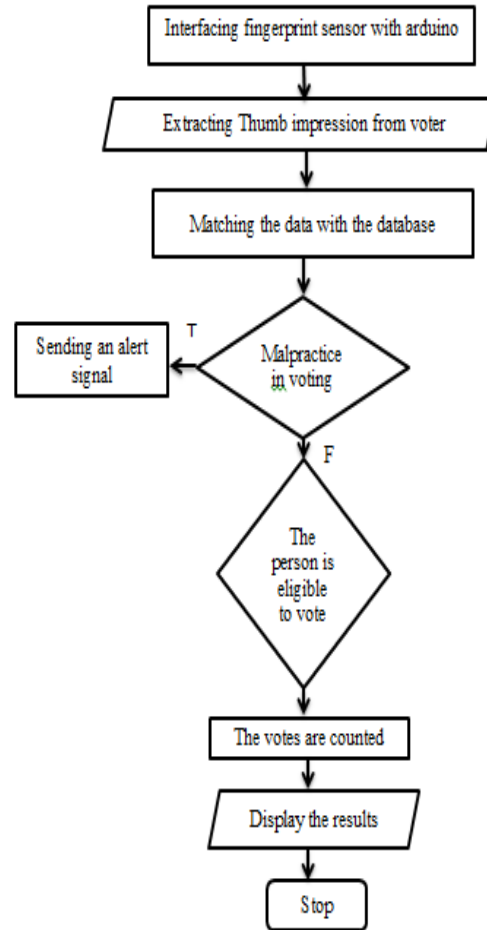 Interfacing fingerprint sensor with arduino
Extracting Thumb impression from voter
Matching the data with the database
T
Sending an alert
signal
Malpractice
in voting
F
The
person is
eligible
to vote
The votes are counted
Display the results
Stop